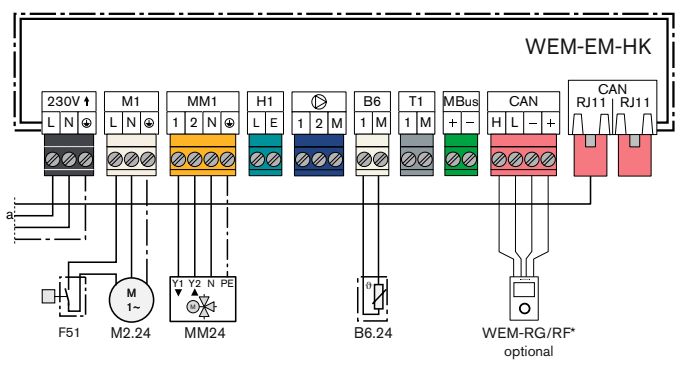 WEM-EM-HK
CAN
230V M1 MM1 H1 B6 T1 MBus CAN RJ11 RJ11
L N L N 1 2 N L E 1 2 M 1 M 1 M + − H L − +
a
Y1 Y2 N PE
M
1~
M
ϑ
F51 M2.24 MM24 B6.24 WEM-RG/RF*
optional